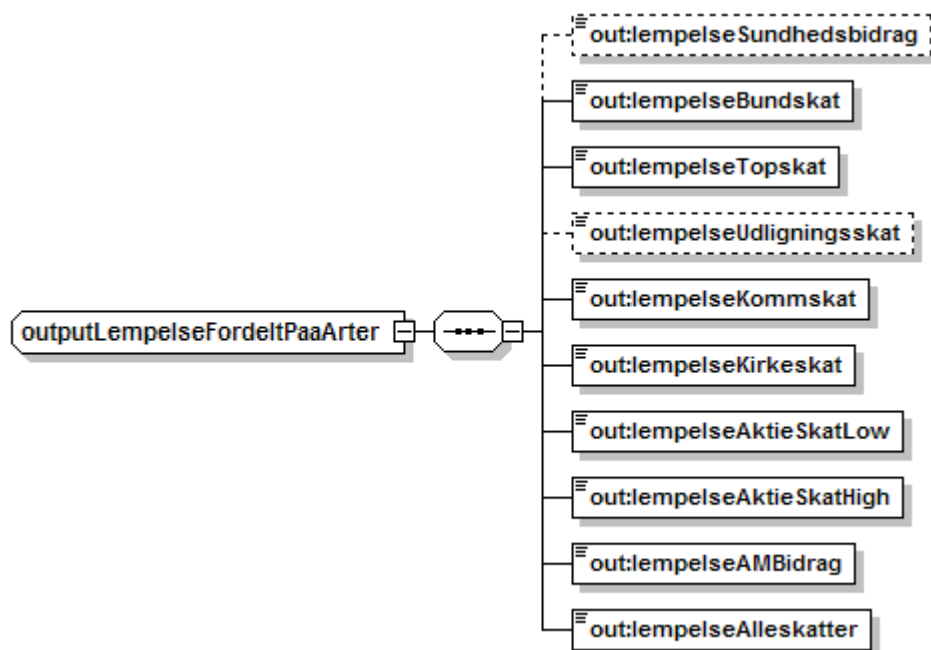 out:lempelseSundhedsbidrag
out:lempelseBundskat
out:lempelseTopskat
out:lempelseUdligningsskat
out:lempelseKommskat
outputLempelseFordeltPaaArter
out:lempelseKirkeskat
out:lempelseAktieSkatLow
out:lempelseAktieSkatHigh
out:lempelseAMBidrag
out:lempelseAlleskatter